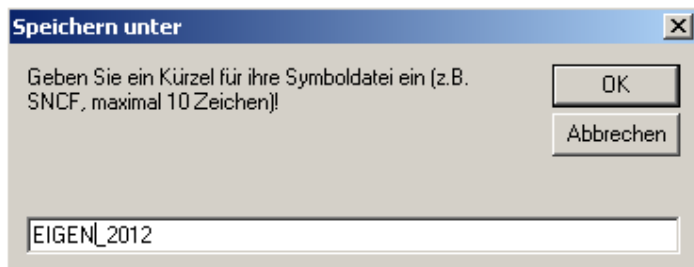 Speichern unter
Geben Sie ein Kürzel für ihre Symboldatei ein (z.B.
SNCF, maximal 10 Zeichen)!
OK
Abbrechen
EIGEN_2012